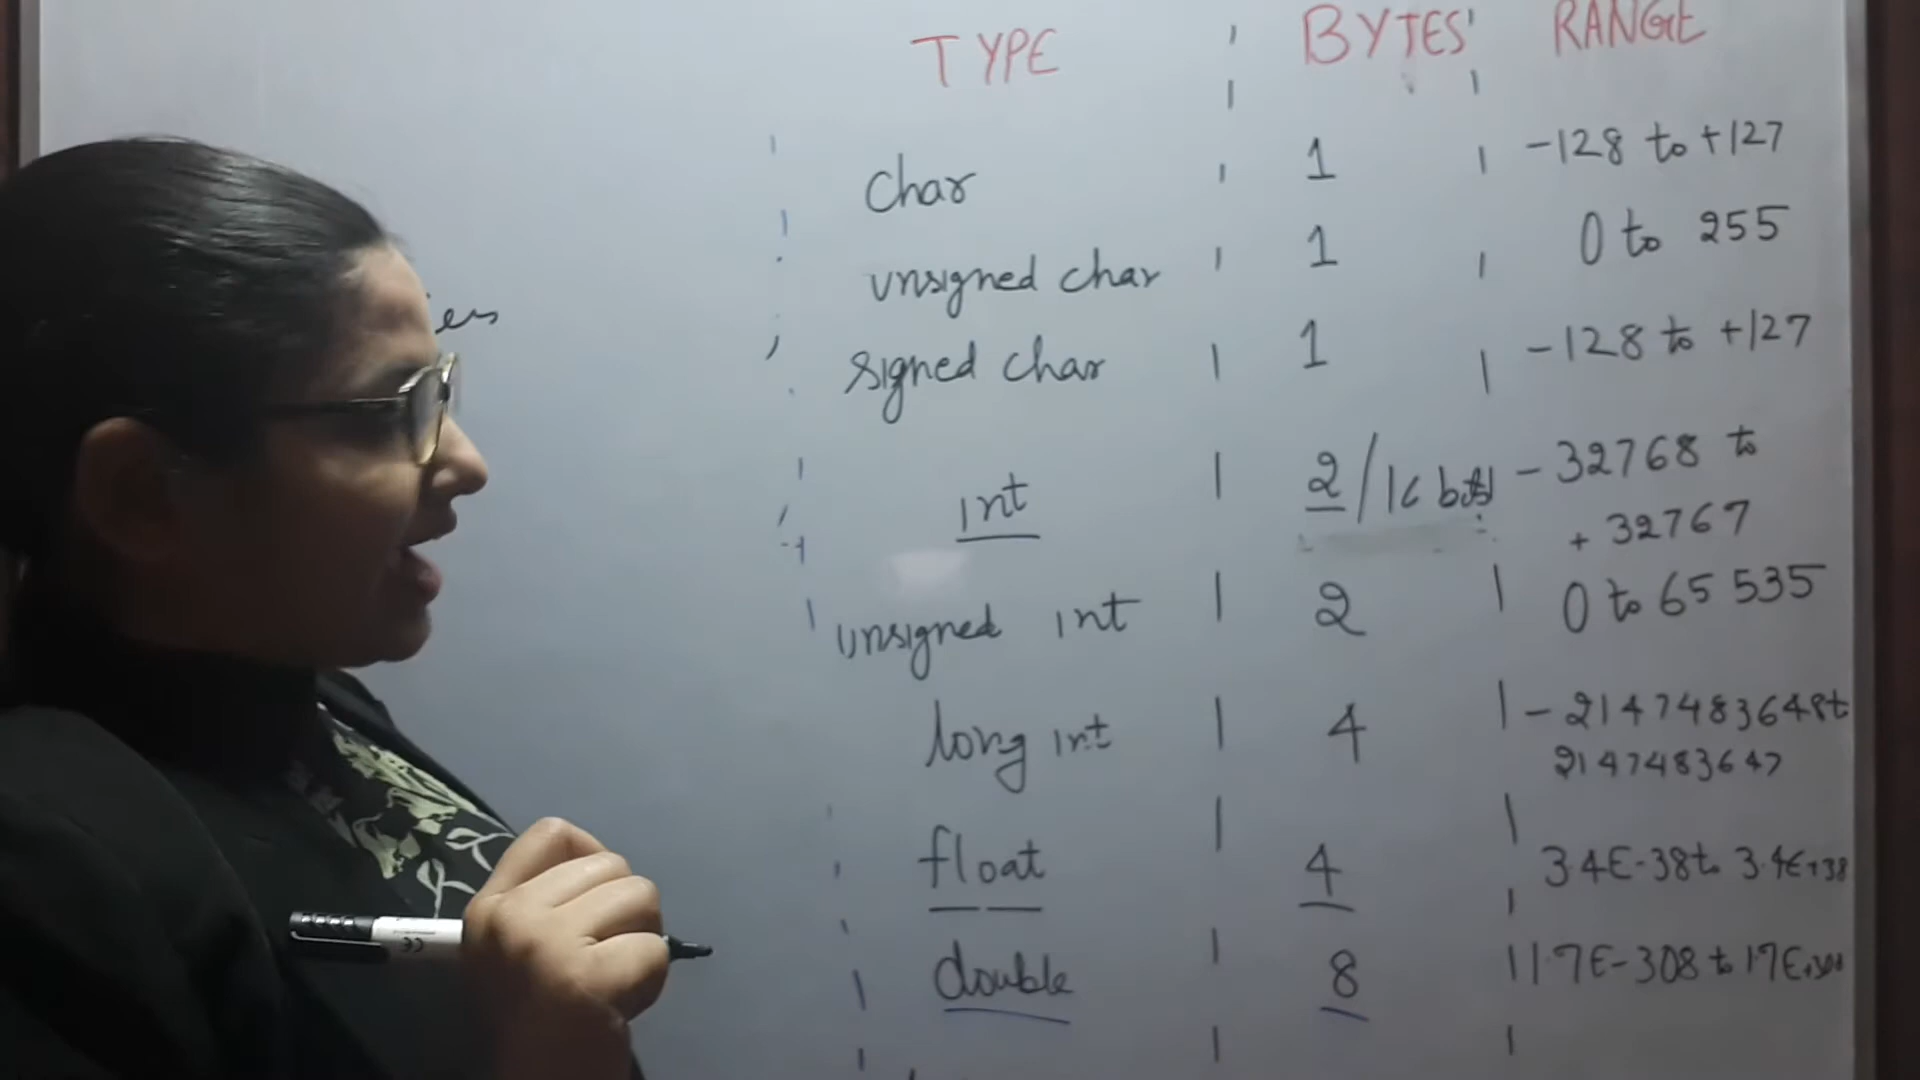 TYPE BYTES RANGE
char 1 -128 to +127
unsigned char 1 0 to 255
signed char 1 -128 to +127
int 2/16 bits -32768 to
+32767
unsigned int 2 0 to 65535
long int 4 -2147483648 t
2147483647
float 4 3.4E-38 to 3.4E+38
double 8 1.7E-308 to 1.7E+308